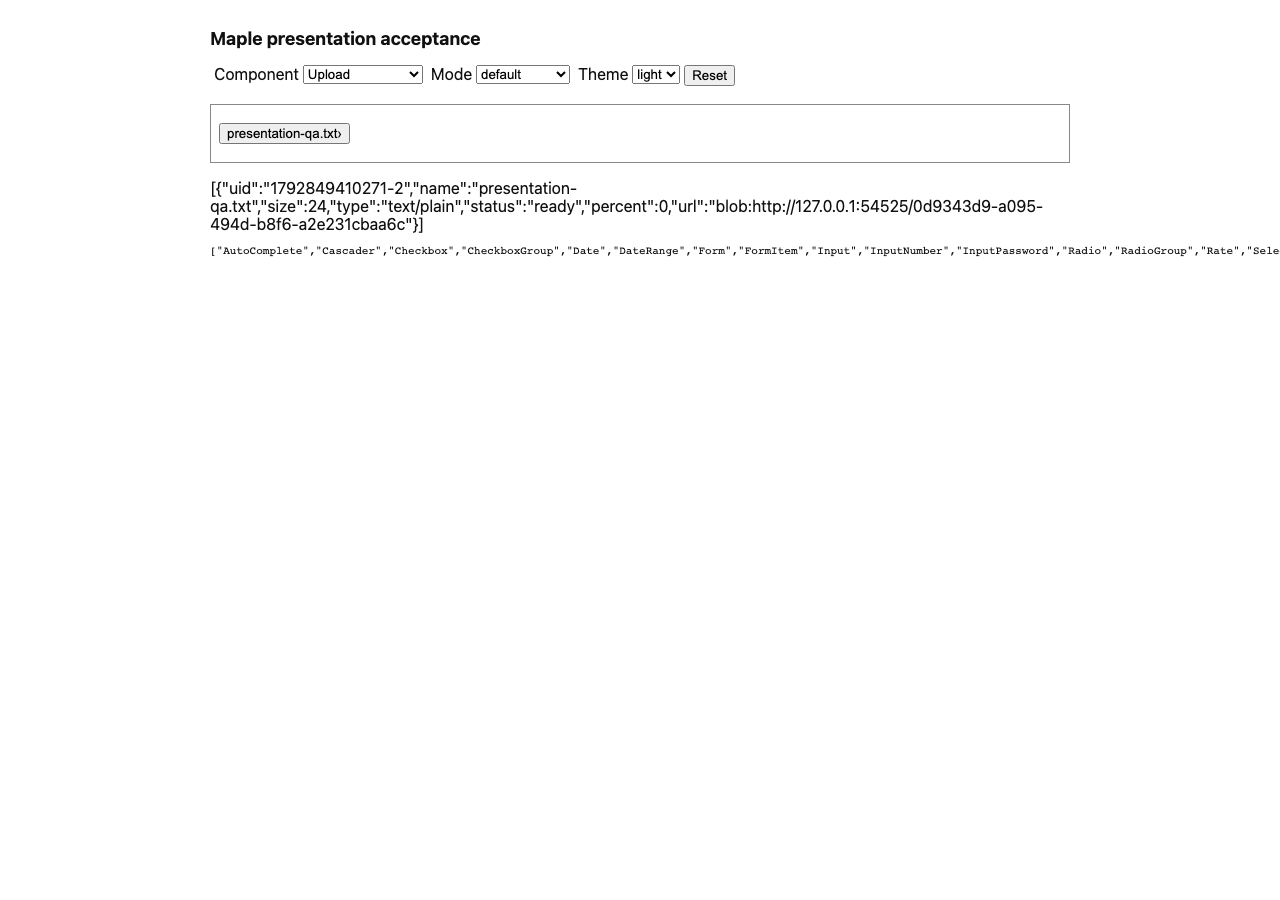 Maple presentation acceptance
Component Upload Mode default Theme light Reset
presentation-qa.txt›
[{"uid":"1792849410271-2","name":"presentation-
qa.txt","size":24,"type":"text/plain","status":"ready","percent":0,"url":"blob:http://127.0.0.1:54525/0d9343d9-a095-
494d-b8f6-a2e231cbaa6c"}]
["AutoComplete","Cascader","Checkbox","CheckboxGroup","Date","DateRange","Form","FormItem","Input","InputNumber","InputPassword","Radio","RadioGroup","Rate","Sele